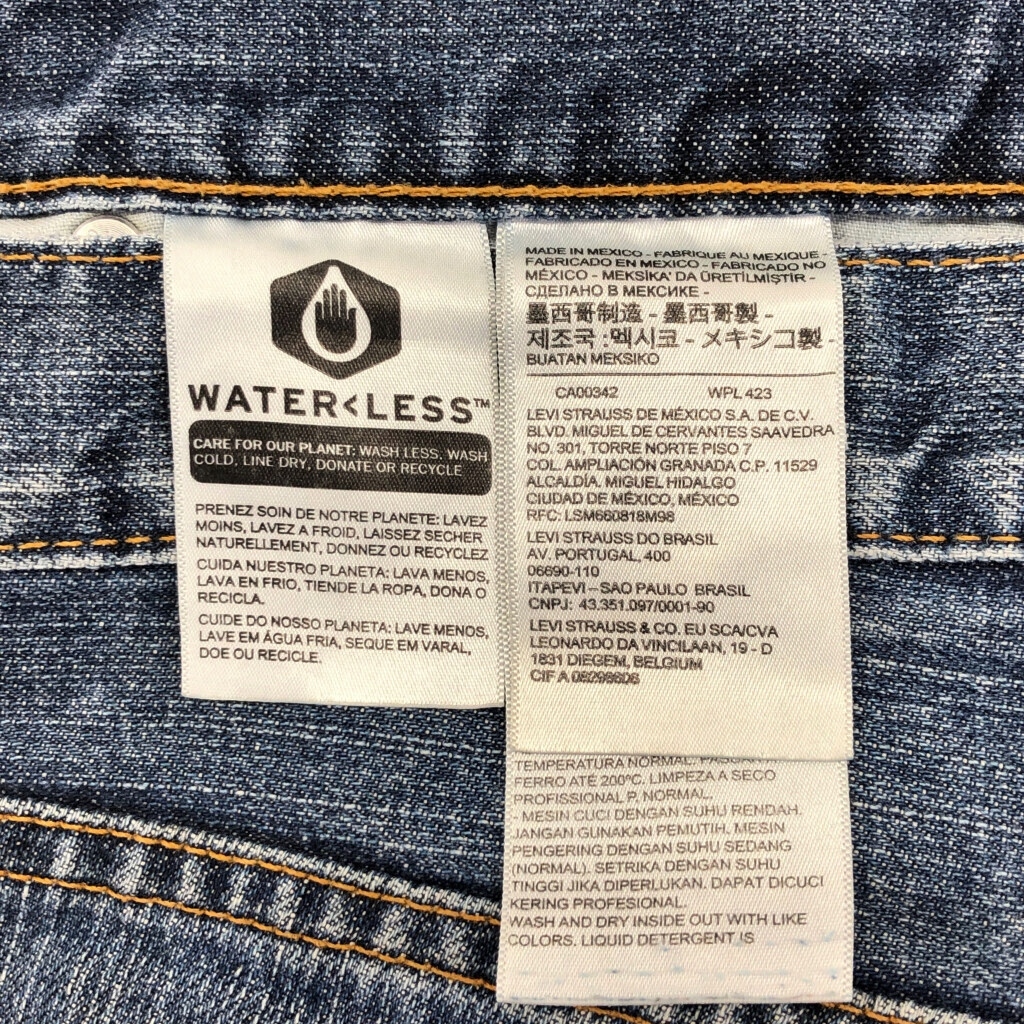 WATER<LESS™
CARE FOR OUR PLANET: WASH LESS, WASH
COLD, LINE DRY, DONATE OR RECYCLE
PRENEZ SOIN DE NOTRE PLANETE: LAVEZ
MOINS, LAVEZ A FROID, LAISSEZ SECHER
NATURELLEMENT, DONNEZ OU RECYCLEZ
CUIDA NUESTRO PLANETA: LAVA MENOS,
LAVA EN FRIO, TIENDE LA ROPA, DONA O
RECICLA.
CUIDE DO NOSSO PLANETA: LAVE MENOS,
LAVE EM ÁGUA FRIA, SEQUE EM VARAL,
DOE OU RECICLE.
MADE IN MEXICO - FABRIQUE AU MEXIQUE -
FABRICADO EN MEXICO - FABRICADO NO
MÉXICO - MEKSİKA' DA ÜRETİLMİŞTİR -
СДЕЛАНО В МЕКСИКЕ -
墨西哥制造 - 墨西哥製 -
제조국 :멕시코 - メキシコ製 -
BUATAN MEKSIKO
CA00342 WPL 423
LEVI STRAUSS DE MÉXICO S.A. DE C.V.
BLVD. MIGUEL DE CERVANTES SAAVEDRA
NO. 301, TORRE NORTE PISO 7
COL. AMPLIACIÓN GRANADA C.P. 11529
ALCALDÍA. MIGUEL HIDALGO
CIUDAD DE MÉXICO, MÉXICO
RFC: LSM660818M98
LEVI STRAUSS DO BRASIL
AV. PORTUGAL, 400
06690-110
ITAPEVI – SAO PAULO BRASIL
CNPJ: 43.351.097/0001-90
LEVI STRAUSS & CO. EU SCA/CVA
LEONARDO DA VINCILAAN, 19 - D
1831 DIEGEM, BELGIUM
CIF A 08298606
TEMPERATURA NORMAL.
FERRO ATÉ 200ºC. LIMPEZA A SECO
PROFISSIONAL P. NORMAL.
- MESIN CUCI DENGAN SUHU RENDAH.
JANGAN GUNAKAN PEMUTIH. MESIN
PENGERING DENGAN SUHU SEDANG
(NORMAL). SETRIKA DENGAN SUHU
TINGGI JIKA DIPERLUKAN. DAPAT DICUCI
KERING PROFESIONAL.
WASH AND DRY INSIDE OUT WITH LIKE
COLORS. LIQUID DETERGENT IS